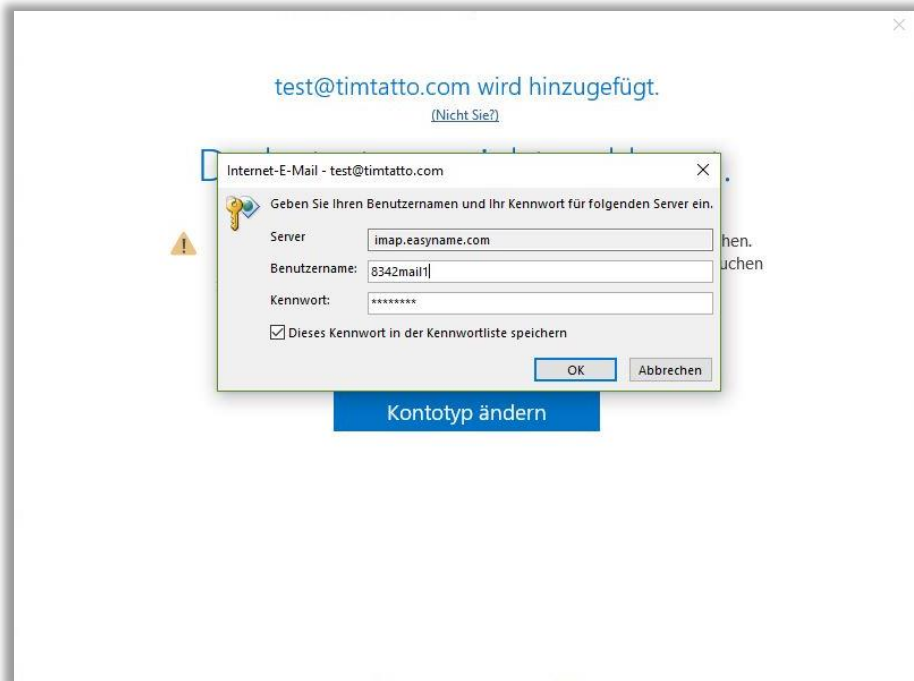 test@timtatto.com wird hinzugefügt.
(Nicht Sie?)
Internet-E-Mail - test@timtatto.com
Geben Sie Ihren Benutzernamen und Ihr Kennwort für folgenden Server ein.
Server imap.easyname.com
Benutzername: 8342mail1
Kennwort: ********
Dieses Kennwort in der Kennwortliste speichern
OK Abbrechen
Kontotyp ändern